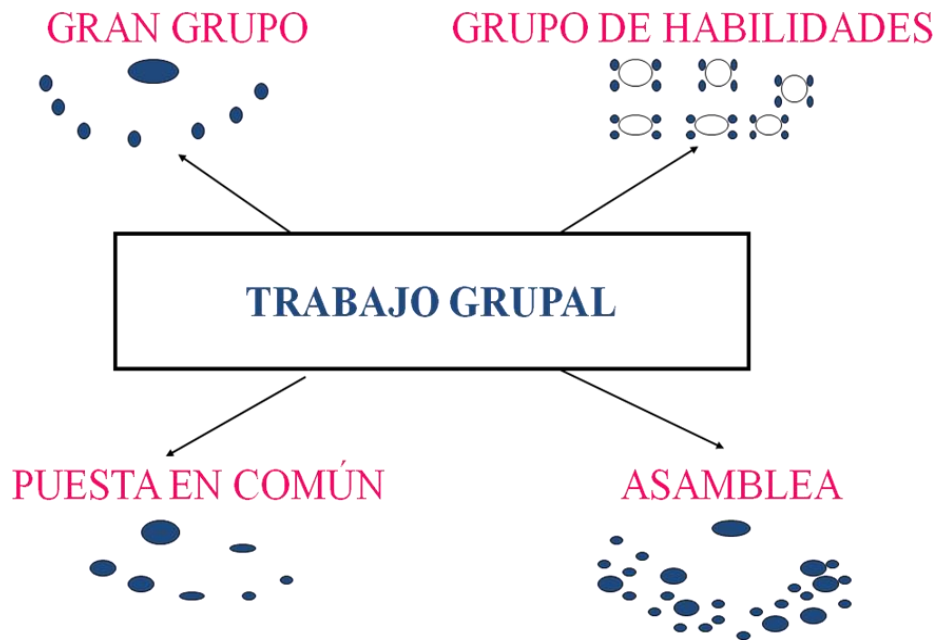 GRAN GRUPO
GRUPO DE HABILIDADES
TRABAJO GRUPAL
PUESTA EN COMÚN
ASAMBLEA